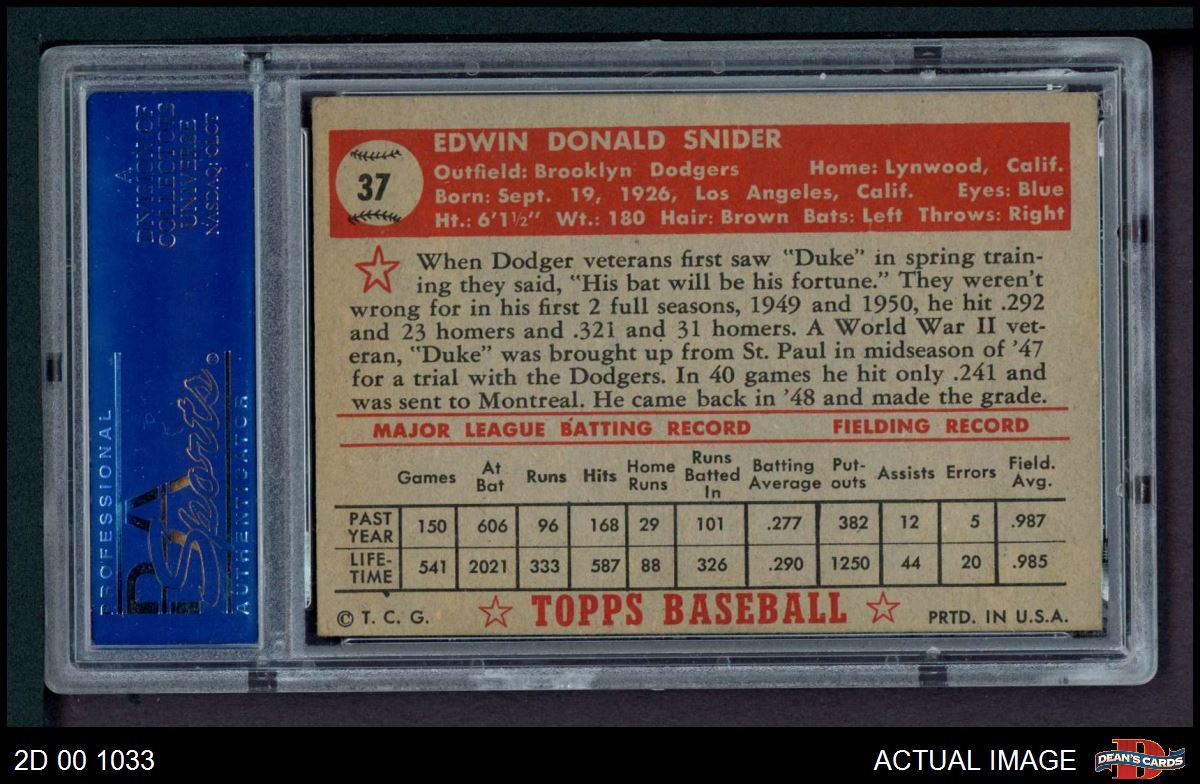 A
DIVISION OF
COLLECTORS
UNIVERSE
NASDAQ: CLCT
PROFESSIONAL
PSA
Sports®
AUTHENTICATOR
37
EDWIN DONALD SNIDER
Outfield: Brooklyn Dodgers Home: Lynwood, Calif.
Born: Sept. 19, 1926, Los Angeles, Calif. Eyes: Blue
Ht.: 6'1½" Wt.: 180 Hair: Brown Bats: Left Throws: Right
When Dodger veterans first saw "Duke" in spring train-
ing they said, "His bat will be his fortune." They weren't
wrong for in his first 2 full seasons, 1949 and 1950, he hit .292
and 23 homers and .321 and 31 homers. A World War II vet-
eran, "Duke" was brought up from St. Paul in midseason of '47
for a trial with the Dodgers. In 40 games he hit only .241 and
was sent to Montreal. He came back in '48 and made the grade.
MAJOR LEAGUE BATTING RECORD FIELDING RECORD
Games At Bat Runs Hits Home Runs Runs Batted In Batting Average Put-outs Assists Errors Field. Avg.
PAST YEAR 150 606 96 168 29 101 .277 382 12 5 .987
LIFE-TIME 541 2021 333 587 88 326 .290 1250 44 20 .985
© T. C. G. TOPPS BASEBALL PRTD. IN U.S.A.
2D 00 1033 ACTUAL IMAGE
D
DEAN'S CARDS